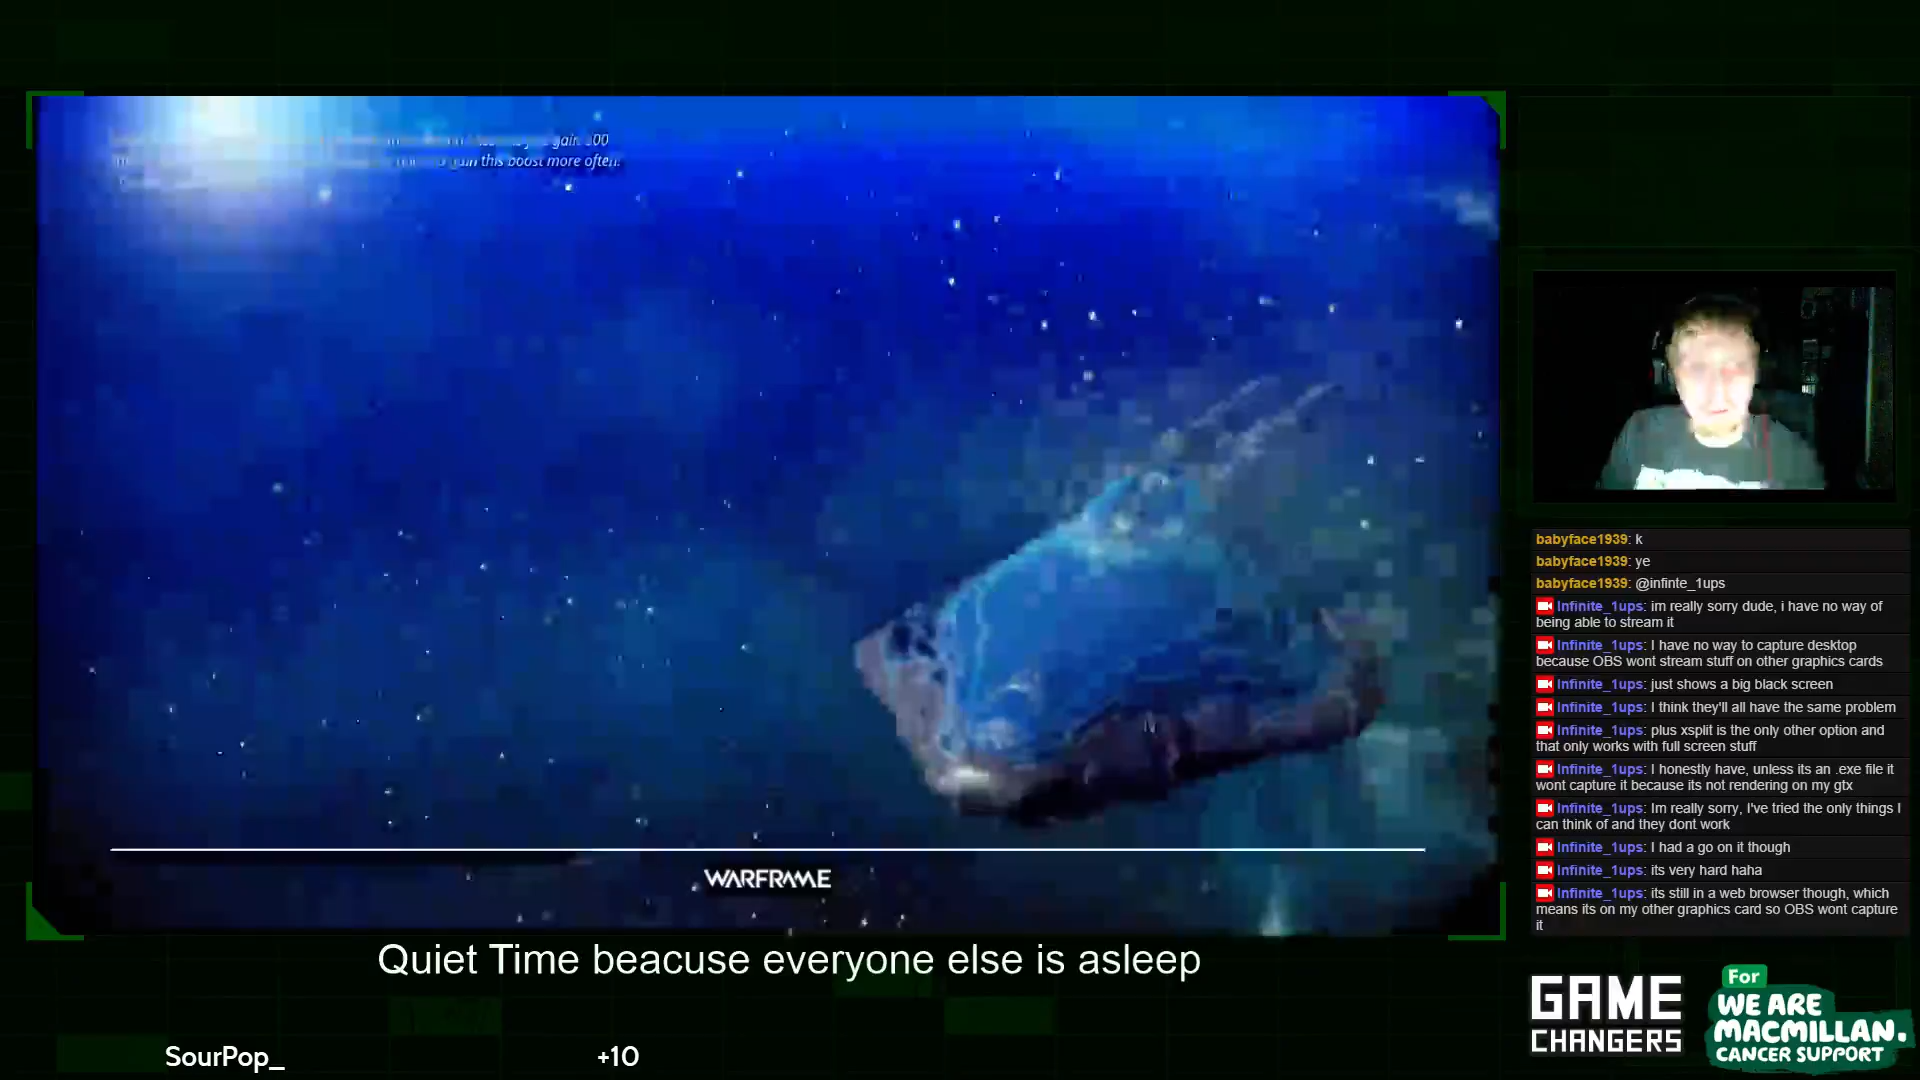 gain 500
gain this boost more often.
WARFRAME
Quiet Time beacuse everyone else is asleep
SourPop_
+10
babyface1939: k
babyface1939: ye
babyface1939: @infinte_1ups
Infinite_1ups: im really sorry dude, i have no way of
being able to stream it
Infinite_1ups: I have no way to capture desktop
because OBS wont stream stuff on other graphics cards
Infinite_1ups: just shows a big black screen
Infinite_1ups: I think they'll all have the same problem
Infinite_1ups: plus xsplit is the only other option and
that only works with full screen stuff
Infinite_1ups: I honestly have, unless its an .exe file it
wont capture it because its not rendering on my gtx
Infinite_1ups: Im really sorry, I've tried the only things I
can think of and they dont work
Infinite_1ups: I had a go on it though
Infinite_1ups: its very hard haha
Infinite_1ups: its still in a web browser though, which
means its on my other graphics card so OBS wont capture
it
GAME
CHANGERS
For
WE ARE
MACMILLAN.
CANCER SUPPORT